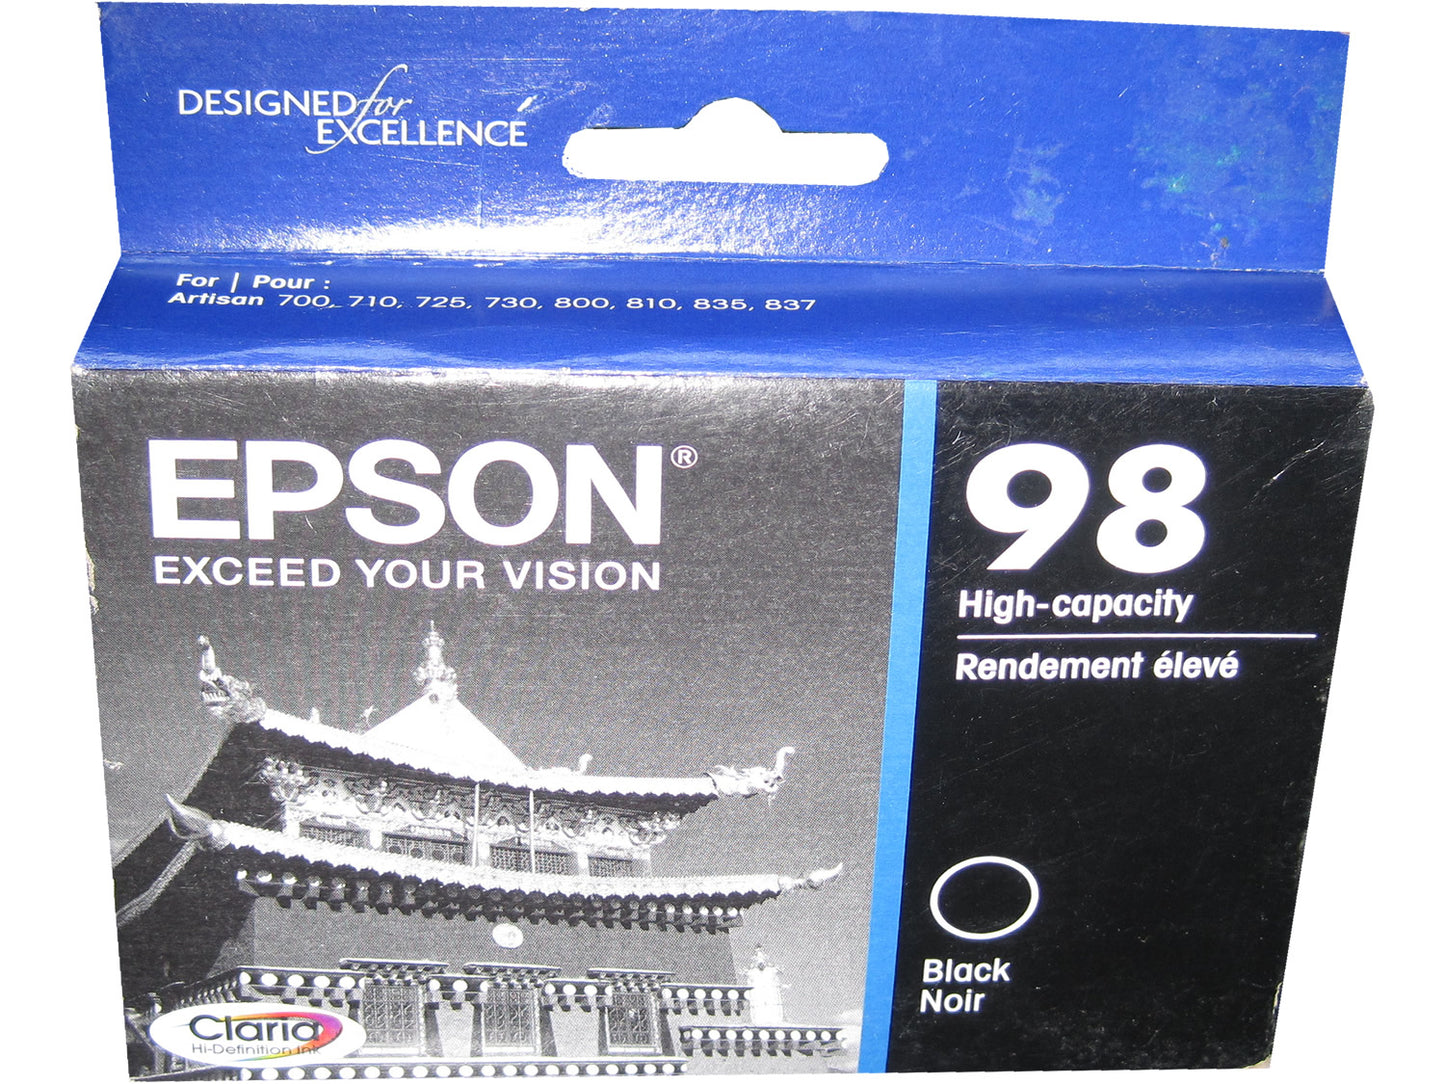 DESIGNED for
EXCELLENCE
For | Pour :
Artisan 700, 710, 725, 730, 800, 810, 835, 837
EPSON®
EXCEED YOUR VISION
98
High-capacity
Rendement élevé
Black
Noir
Claria
Hi-Definition Ink